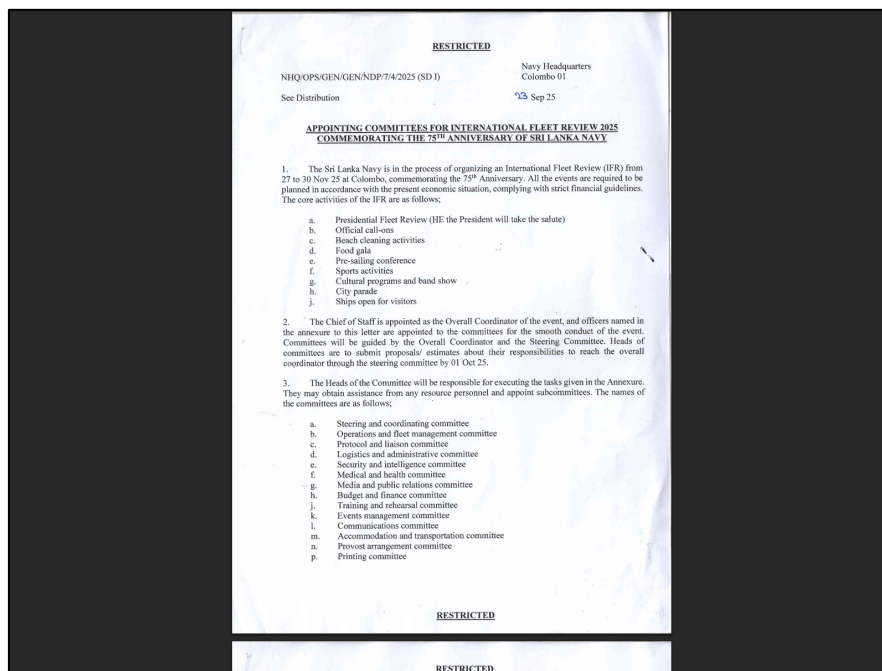 RESTRICTED
Navy Headquarters
NHQ/OPS/GEN/GEN/NDP/7/4/2025 (SD I) Colombo 01
See Distribution 23 Sep 25
APPOINTING COMMITTEES FOR INTERNATIONAL FLEET REVIEW 2025
COMMEMORATING THE 75TH ANNIVERSARY OF SRI LANKA NAVY
1. The Sri Lanka Navy is in the process of organizing an International Fleet Review (IFR) from
27 to 30 Nov 25 at Colombo, commemorating the 75th Anniversary. All the events are required to be
planned in accordance with the present economic situation, complying with strict financial guidelines.
The core activities of the IFR are as follows;
a. Presidential Fleet Review (HE the President will take the salute)
b. Official call-ons
c. Beach cleaning activities
d. Food gala
e. Pre-sailing conference
f. Sports activities
g. Cultural programs and band show
h. City parade
j. Ships open for visitors
2. The Chief of Staff is appointed as the Overall Coordinator of the event, and officers named in
the annexure to this letter are appointed to the committees for the smooth conduct of the event.
Committees will be guided by the Overall Coordinator and the Steering Committee. Heads of
committees are to submit proposals/ estimates about their responsibilities to reach the overall
coordinator through the steering committee by 01 Oct 25.
3. The Heads of the Committee will be responsible for executing the tasks given in the Annexure.
They may obtain assistance from any resource personnel and appoint subcommittees. The names of
the committees are as follows;
a. Steering and coordinating committee
b. Operations and fleet management committee
c. Protocol and liaison committee
d. Logistics and administrative committee
e. Security and intelligence committee
f. Medical and health committee
g. Media and public relations committee
h. Budget and finance committee
j. Training and rehearsal committee
k. Events management committee
l. Communications committee
m. Accommodation and transportation committee
n. Provost arrangement committee
p. Printing committee
RESTRICTED
RESTRICTED